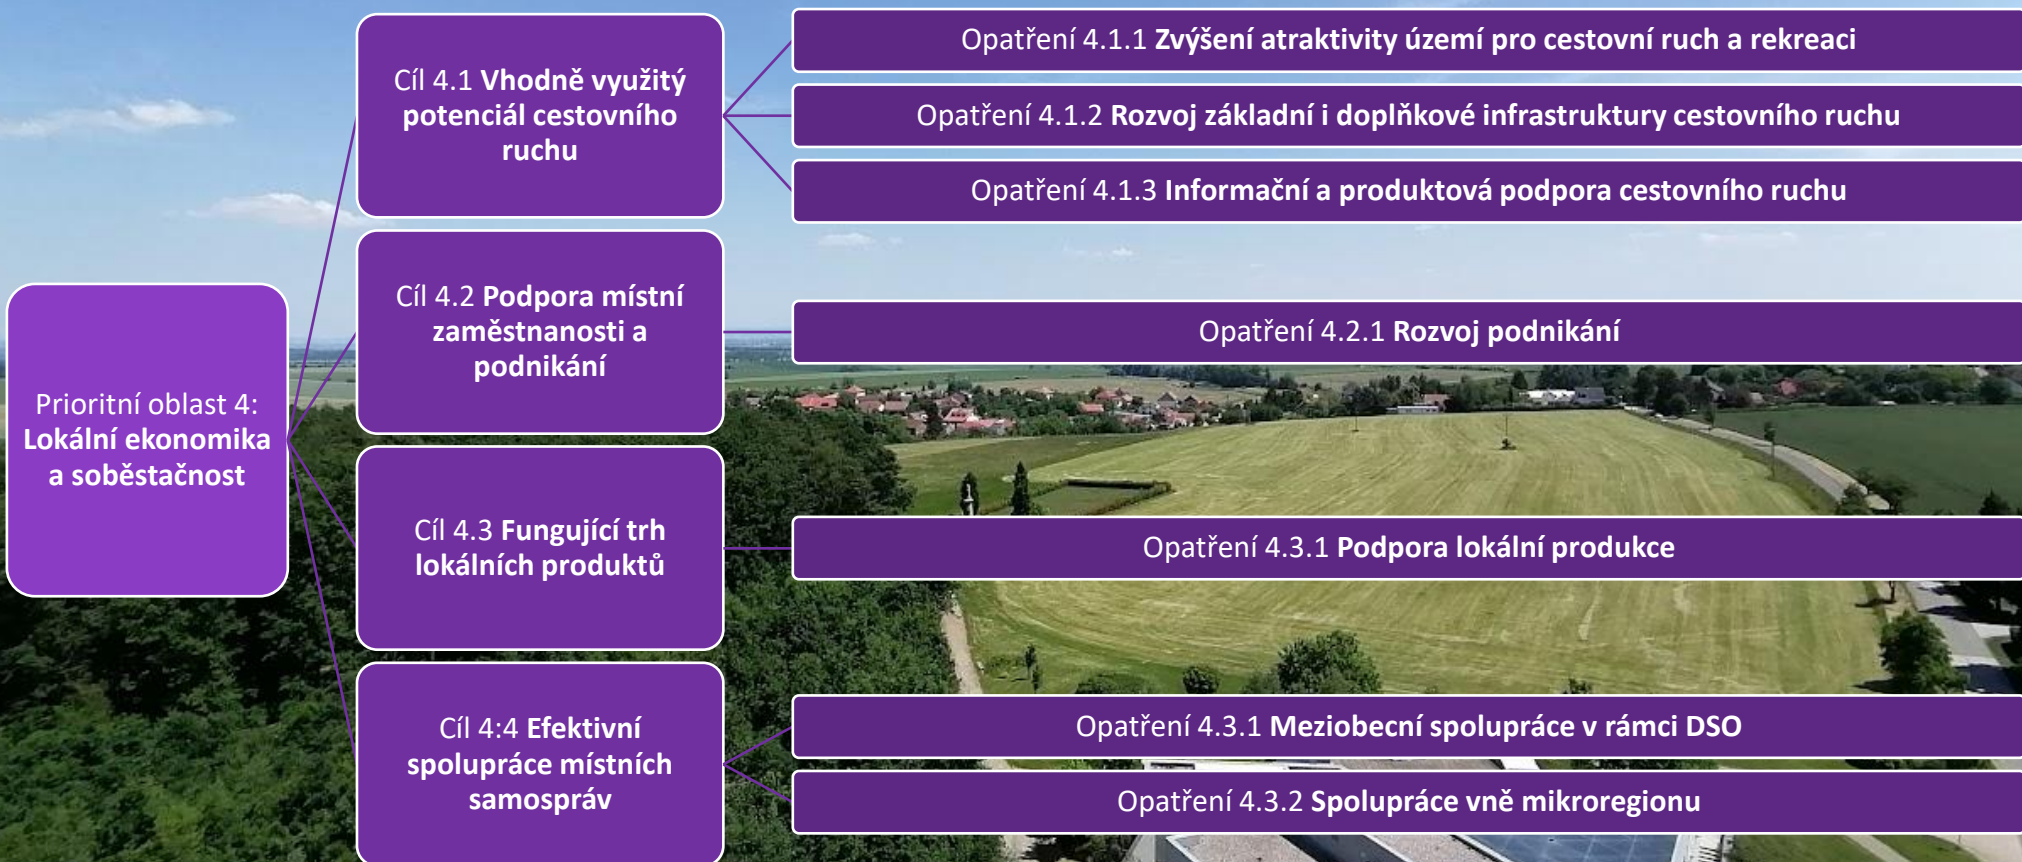 Prioritní oblast 4:
Lokální ekonomika
a soběstačnost
Cíl 4.1 Vhodně využitý
potenciál cestovního
ruchu
Opatření 4.1.1 Zvýšení atraktivity území pro cestovní ruch a rekreaci
Opatření 4.1.2 Rozvoj základní i doplňkové infrastruktury cestovního ruchu
Opatření 4.1.3 Informační a produktová podpora cestovního ruchu
Cíl 4.2 Podpora místní
zaměstnanosti a
podnikání
Opatření 4.2.1 Rozvoj podnikání
Cíl 4.3 Fungující trh
lokálních produktů
Opatření 4.3.1 Podpora lokální produkce
Cíl 4:4 Efektivní
spolupráce místních
samospráv
Opatření 4.3.1 Meziobecní spolupráce v rámci DSO
Opatření 4.3.2 Spolupráce vně mikroregionu